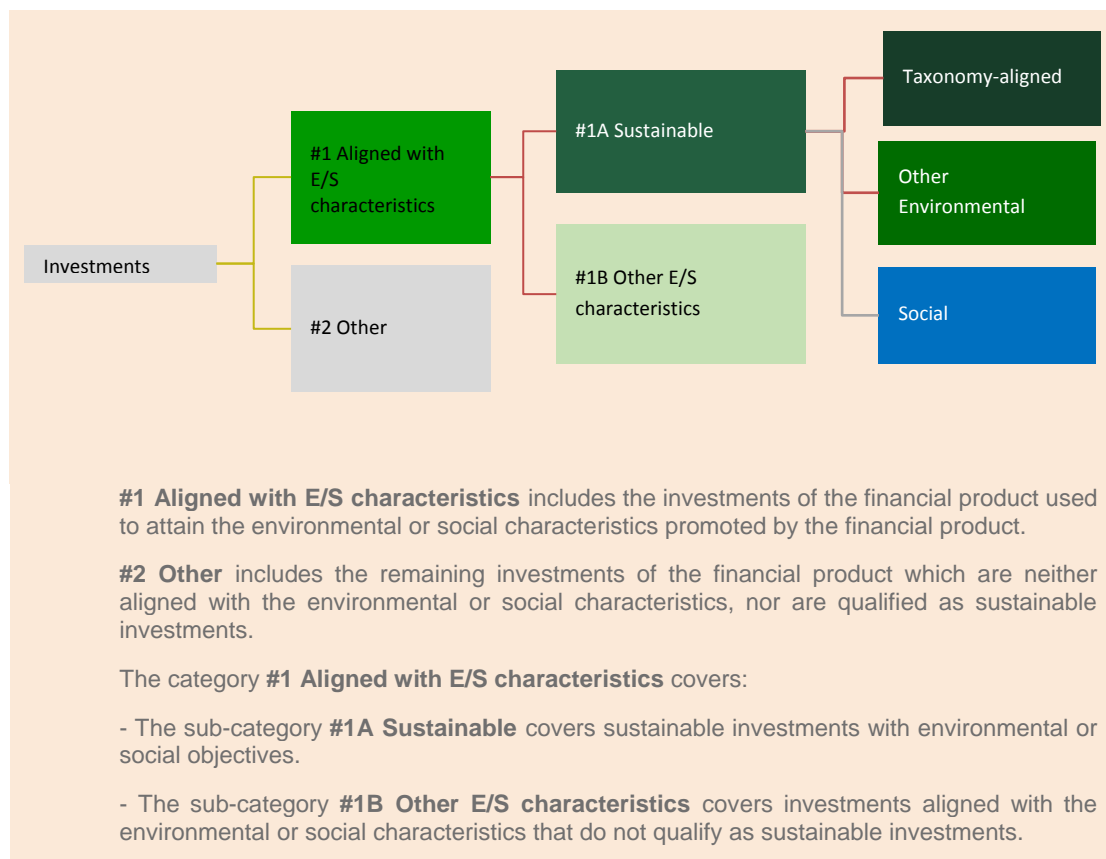 Taxonomy-aligned
#1A Sustainable
#1 Aligned with
E/S
characteristics
Other
Environmental
Investments
#1B Other E/S
characteristics
#2 Other
Social
#1 Aligned with E/S characteristics includes the investments of the financial product used
to attain the environmental or social characteristics promoted by the financial product.
#2 Other includes the remaining investments of the financial product which are neither
aligned with the environmental or social characteristics, nor are qualified as sustainable
investments.
The category #1 Aligned with E/S characteristics covers:
- The sub-category #1A Sustainable covers sustainable investments with environmental or
social objectives.
- The sub-category #1B Other E/S characteristics covers investments aligned with the
environmental or social characteristics that do not qualify as sustainable investments.